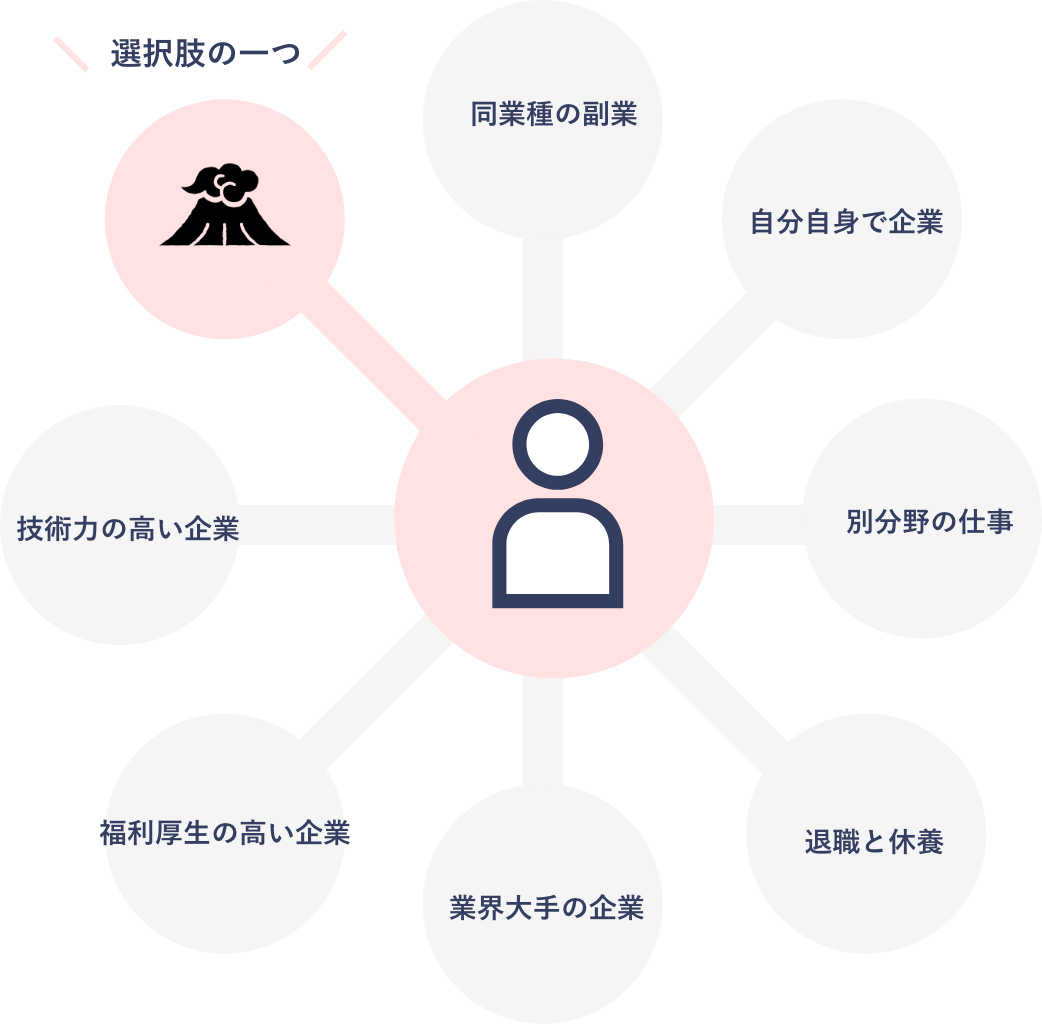 選択肢の一つ
同業種の副業
自分自身で企業
技術力の高い企業
別分野の仕事
福利厚生の高い企業
退職と休養
業界大手の企業